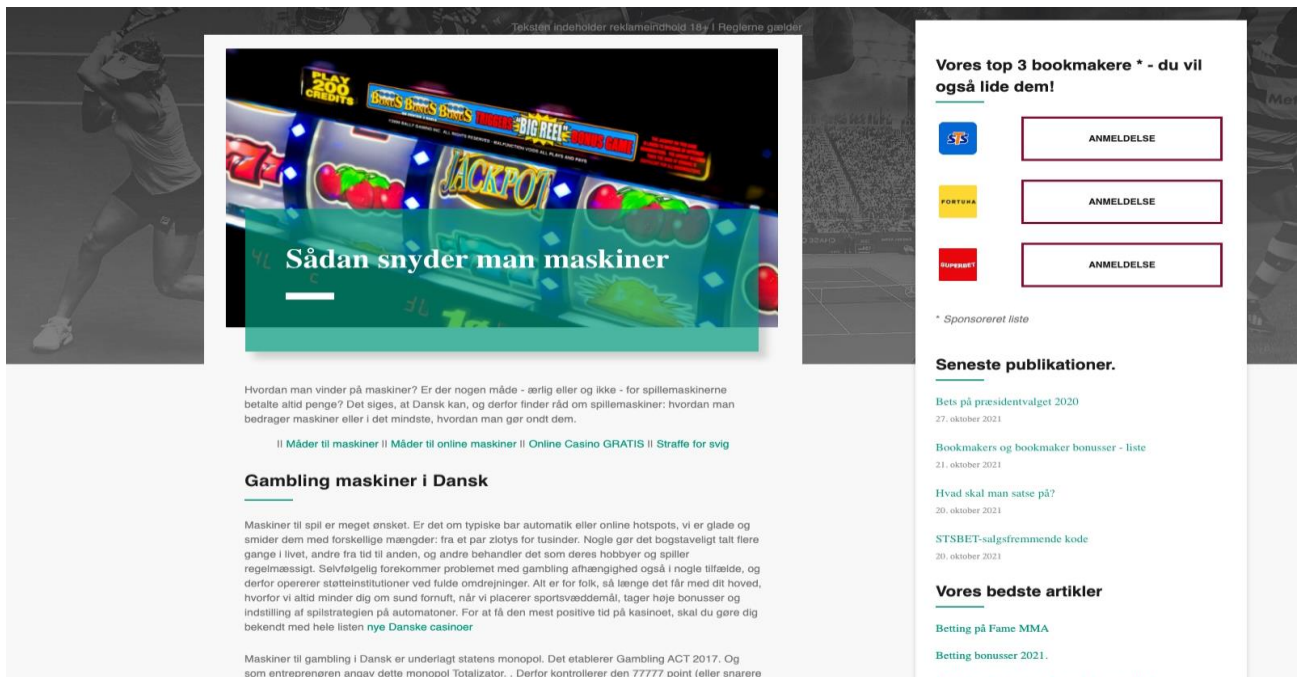 Teksten indeholder reklameindhold 18+ I Reglerne gælder
PLAY
200
CREDITS
BONUS BONUS BONUS TRIGGERS "BIG REEL" BONUS GAME
JACKPOT
Sådan snyder man maskiner
Hvordan man vinder på maskiner? Er der nogen måde - ærlig eller og ikke - for spillemaskinerne
betalte altid penge? Det siges, at Dansk kan, og derfor finder råd om spillemaskiner: hvordan man
bedrager maskiner eller i det mindste, hvordan man gør ondt dem.
II Måder til maskiner II Måder til online maskiner II Online Casino GRATIS II Straffe for svig
Gambling maskiner i Dansk
Maskiner til spil er meget ønsket. Er det om typiske bar automatik eller online hotspots, vi er glade og
smider dem med forskellige mængder: fra et par zlotys for tusinder. Nogle gør det bogstaveligt talt flere
gange i livet, andre fra tid til anden, og andre behandler det som deres hobbyer og spiller
regelmæssigt. Selvfølgelig forekommer problemet med gambling afhængighed også i nogle tilfælde, og
derfor opererer støtteinstitutioner ved fulde omdrejninger. Alt er for folk, så længe det får med dit hoved,
hvorfor vi altid minder dig om sund fornuft, når vi placerer sportsvæddemål, tager høje bonusser og
indstilling af spilstrategien på automatoner. For at få den mest positive tid på kasinoet, skal du gøre dig
bekendt med hele listen nye Danske casinoer
Maskiner til gambling i Dansk er underlagt statens monopol. Det etablerer Gambling ACT 2017. Og
som entreprenøren angav dette monopol Totalizator. . Derfor kontrollerer den 77777 point (eller snarere
Vores top 3 bookmakere * - du vil
også lide dem!
STS
ANMELDELSE
FORTUNA
ANMELDELSE
SUPERBET
ANMELDELSE
* Sponsoreret liste
Seneste publikationer.
Bets på præsidentvalget 2020
27. oktober 2021
Bookmakers og bookmaker bonusser - liste
21. oktober 2021
Hvad skal man satse på?
20. oktober 2021
STSBET-salgsfremmende kode
20. oktober 2021
Vores bedste artikler
Betting på Fame MMA
Betting bonusser 2021.